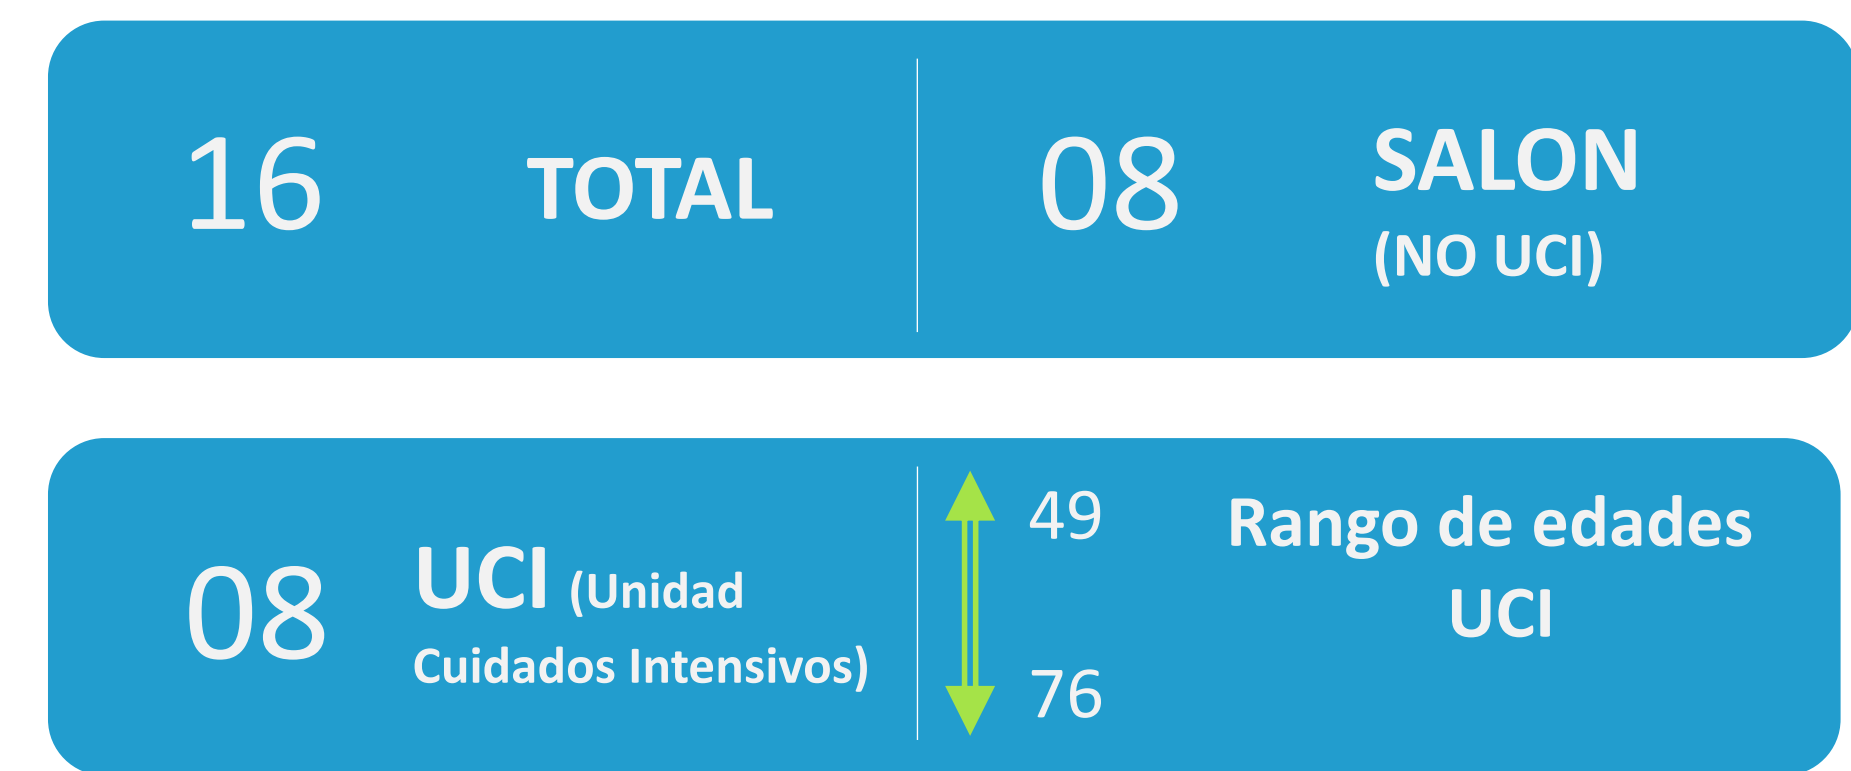 16 TOTAL
08 SALON
(NO UCI)
08 UCI (Unidad
Cuidados Intensivos)
49
76
Rango de edades
UCI